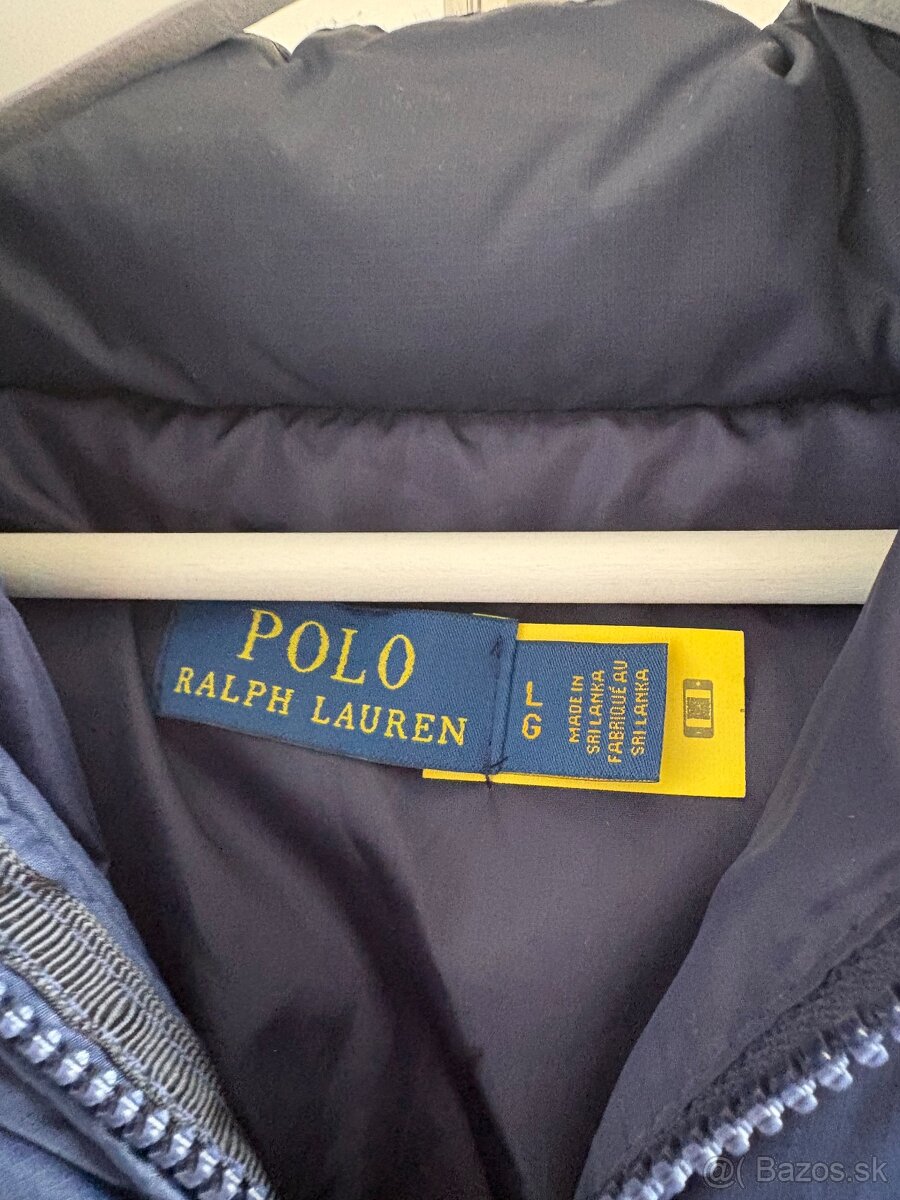 POLO
RALPH LAUREN
L
G
MADE IN
SRI LANKA
FABRIQUÉ AU
SRI LANKA
@( Bazos.sk